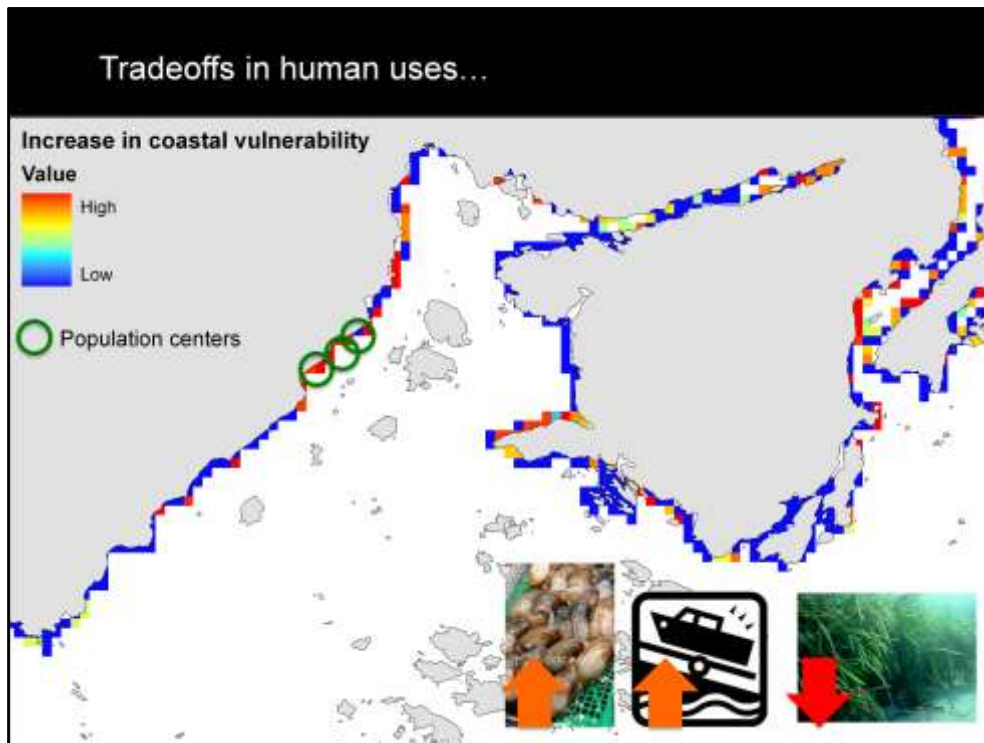 Tradeoffs in human uses…
Increase in coastal vulnerability
Value
High
Low
Population centers